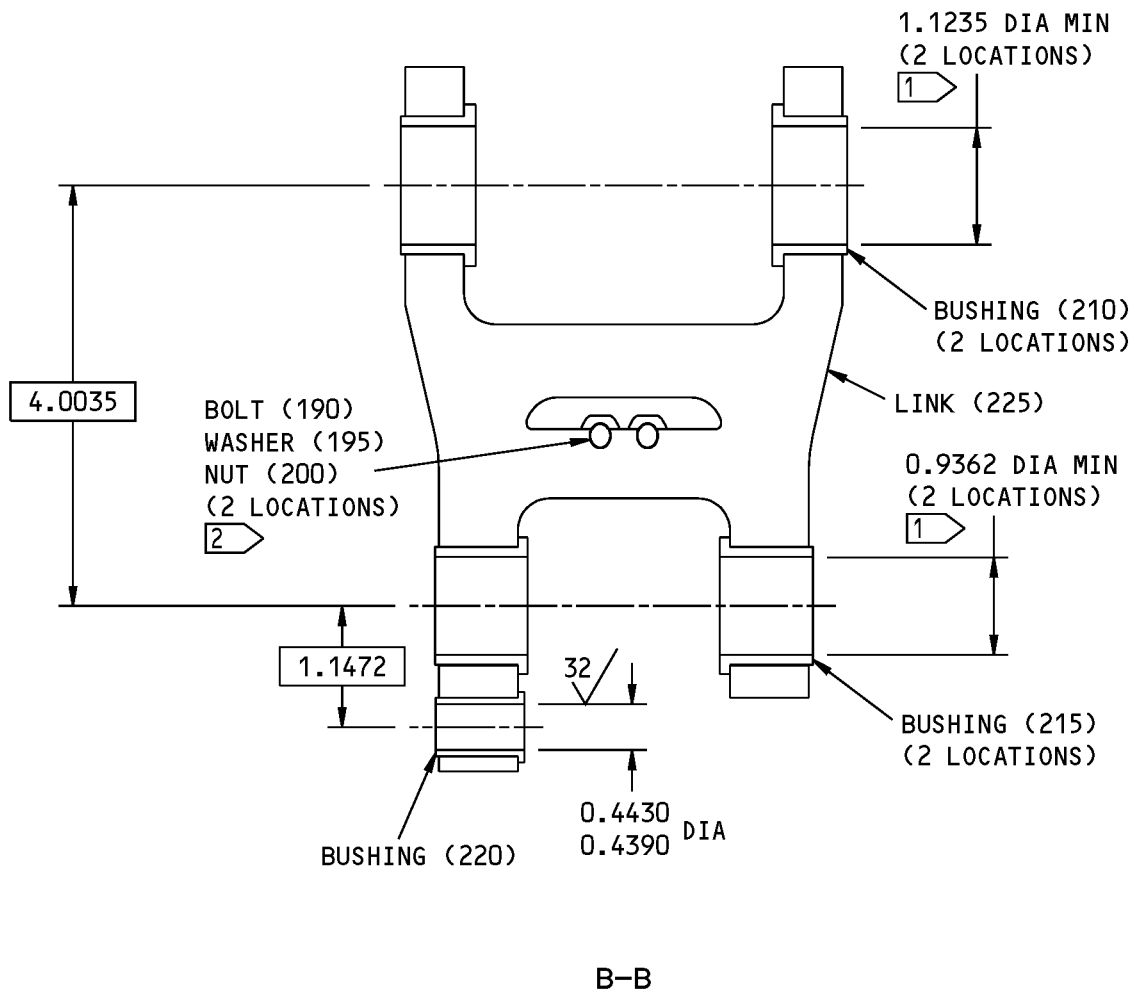 1.1235 DIA MIN
(2 LOCATIONS)
1
BUSHING (210)
(2 LOCATIONS)
4.0035
BOLT (190)
WASHER (195)
NUT (200)
(2 LOCATIONS)
2
LINK (225)
0.9362 DIA MIN
(2 LOCATIONS)
1
1.1472
32
BUSHING (215)
(2 LOCATIONS)
0.4430
0.4390 DIA
BUSHING (220)
B-B